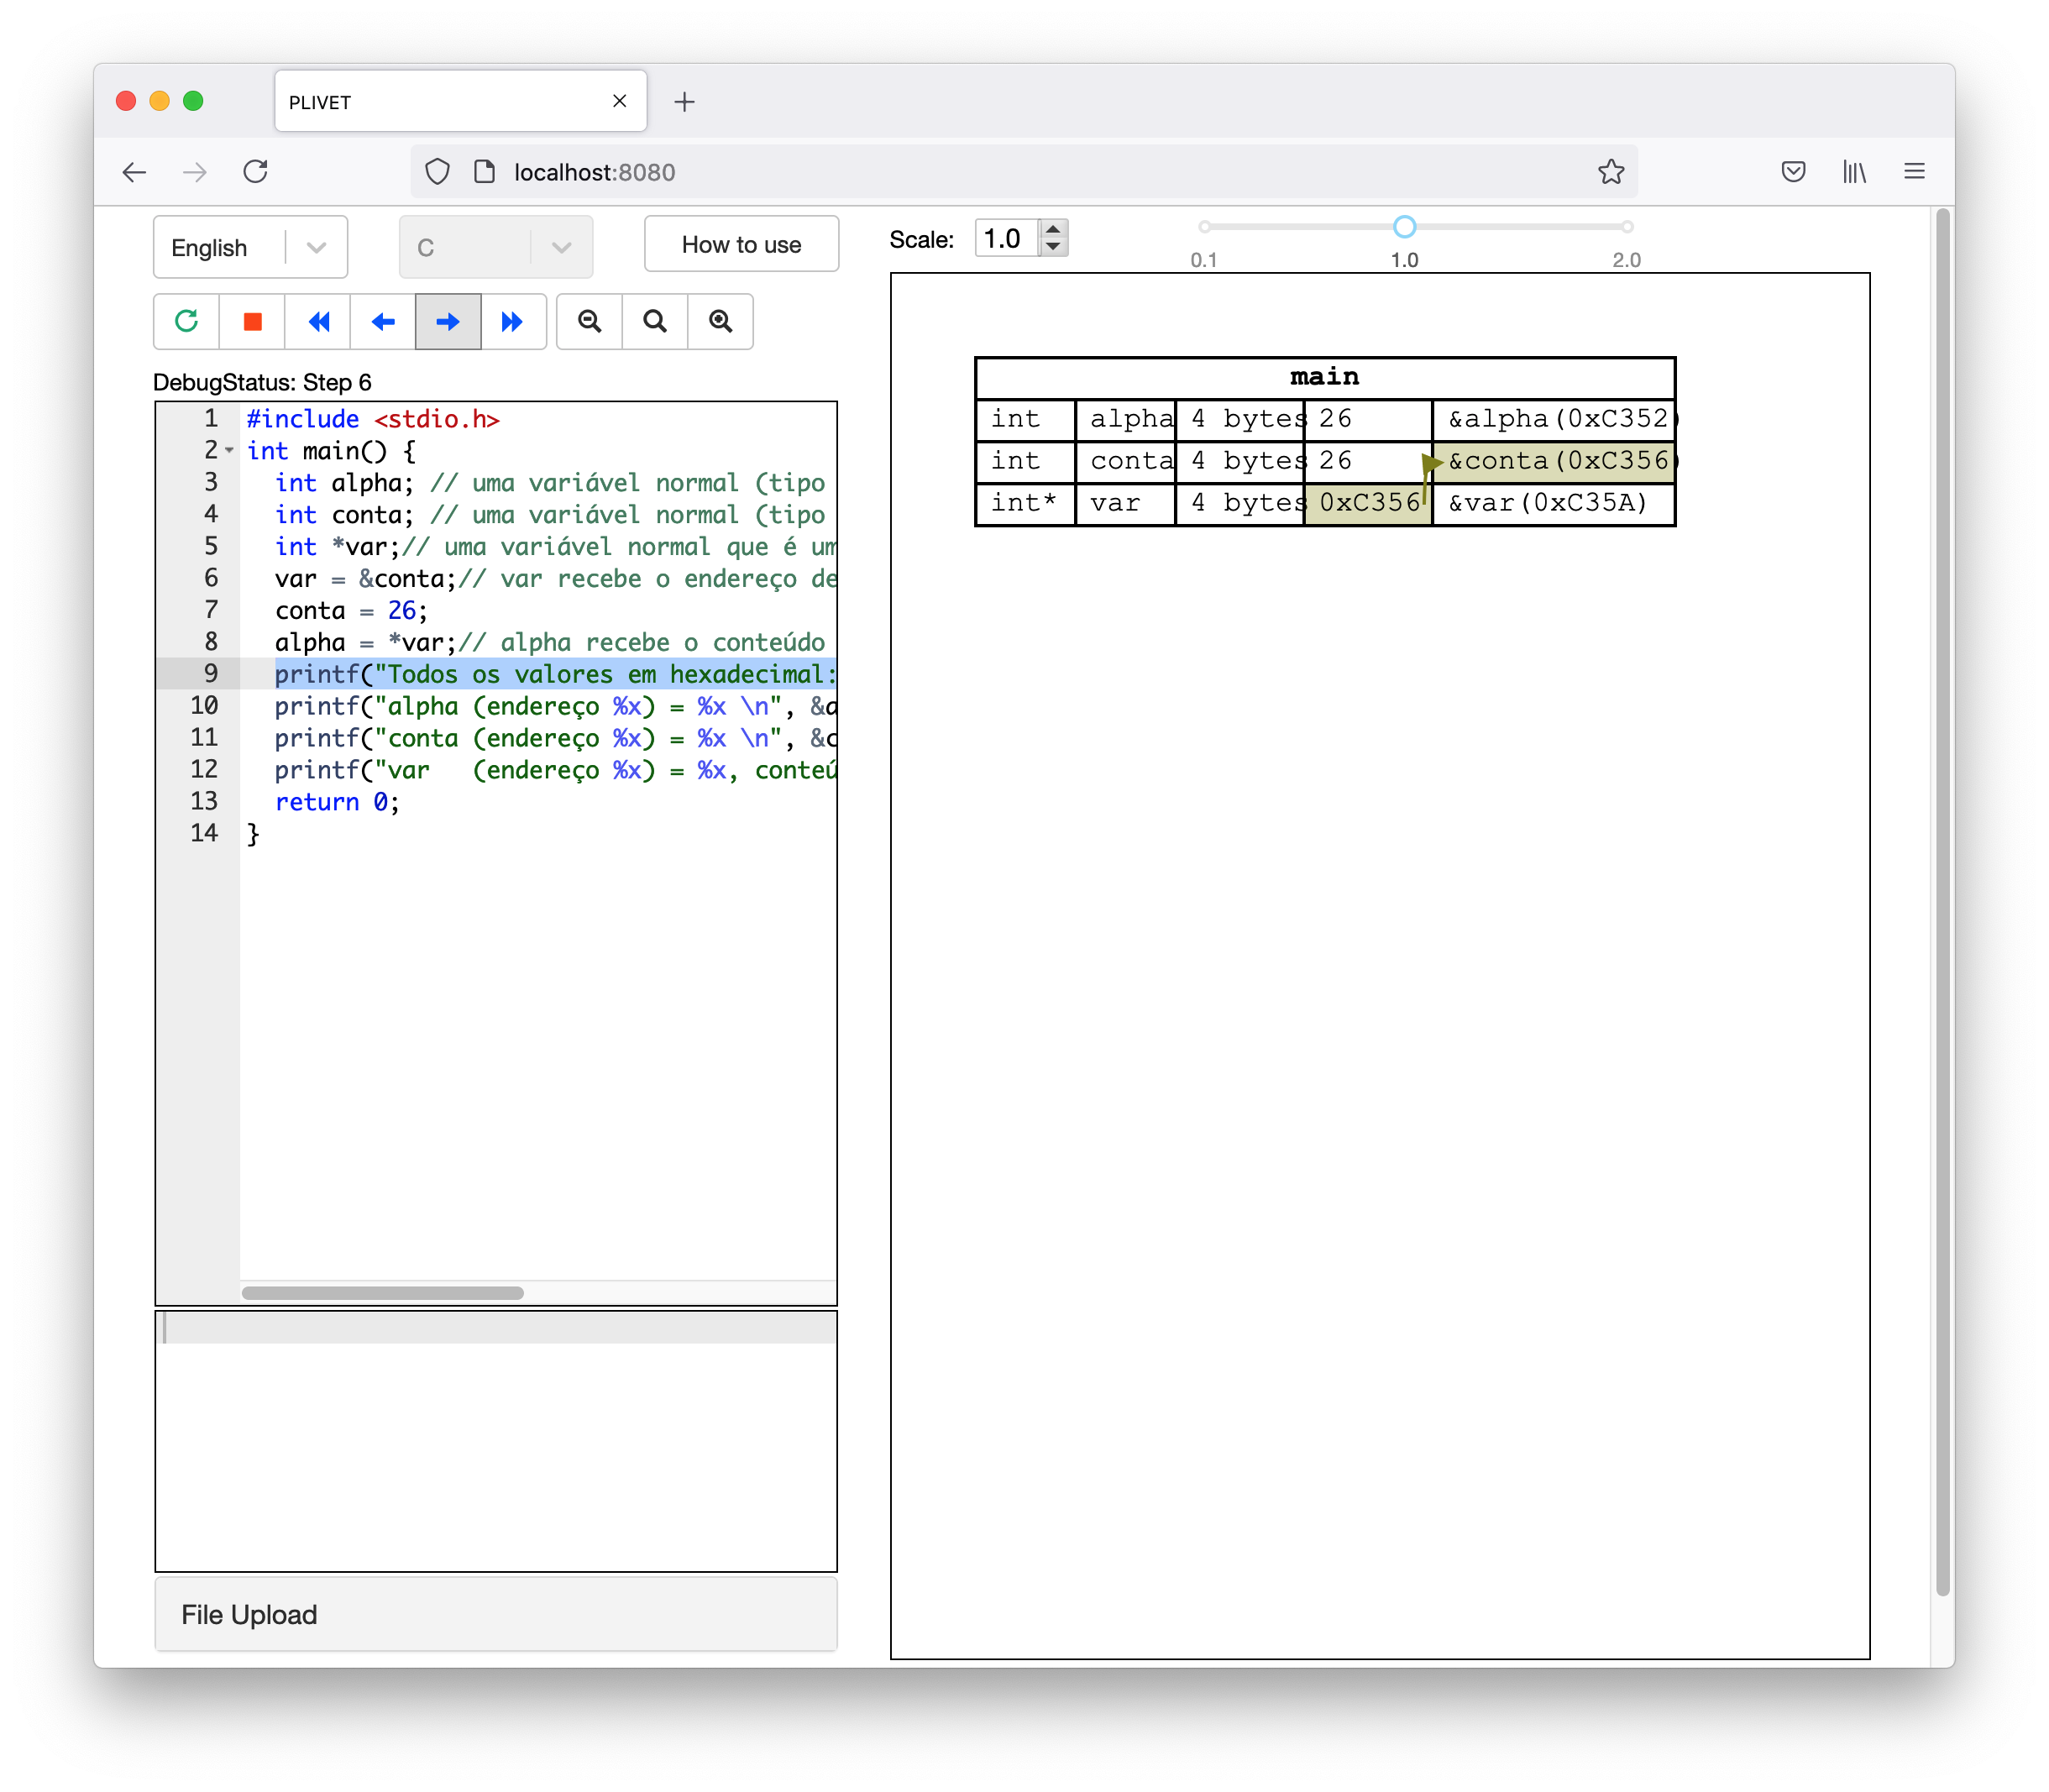 PLIVET
localhost:8080
English
C
How to use
Scale: 1.0
0.1 1.0 2.0
DebugStatus: Step 6
1 #include <stdio.h>
2 int main() {
3 int alpha; // uma variável normal (tipo
4 int conta; // uma variável normal (tipo
5 int *var;// uma variável normal que é um
6 var = &conta;// var recebe o endereço de
7 conta = 26;
8 alpha = *var;// alpha recebe o conteúdo
9 printf("Todos os valores em hexadecimal:
10 printf("alpha (endereço %x) = %x \n", &a
11 printf("conta (endereço %x) = %x \n", &c
12 printf("var   (endereço %x) = %x, conteú
13 return 0;
14 }
main
int alpha 4 bytes 26 &alpha(0xC352)
int conta 4 bytes 26 &conta(0xC356)
int* var 4 bytes 0xC356 &var(0xC35A)
File Upload